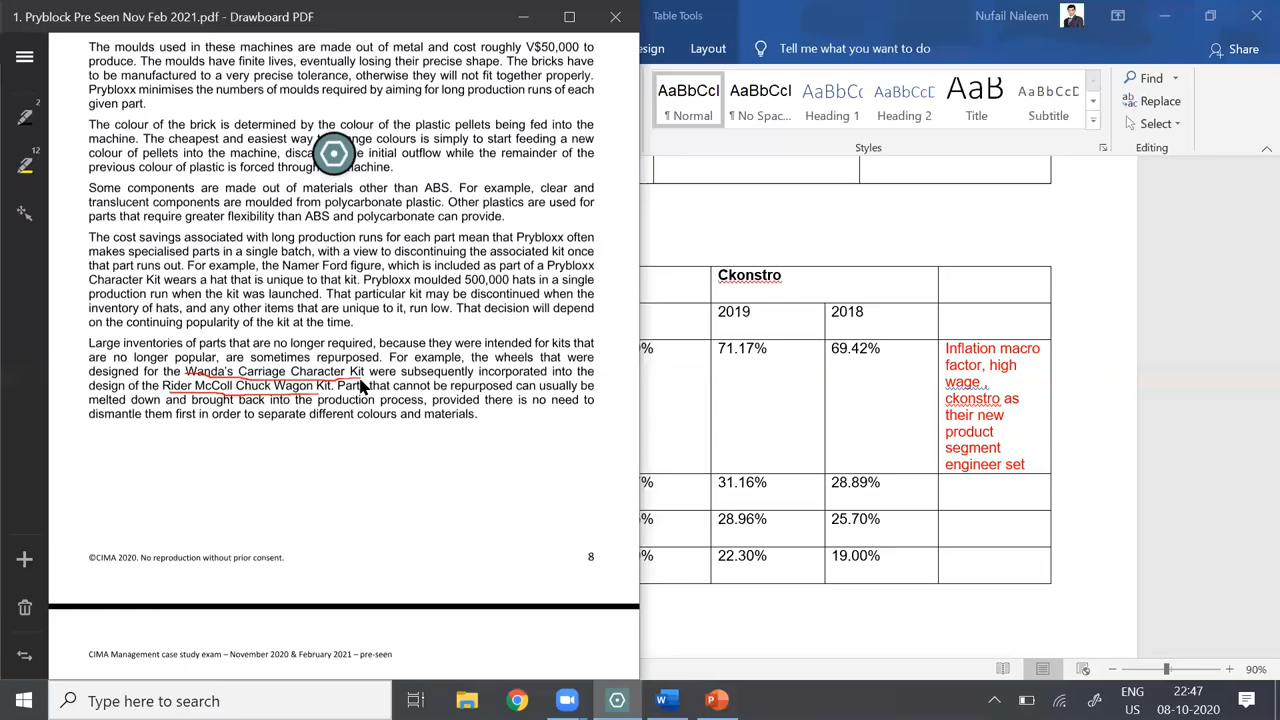 1. Pryblock Pre Seen Nov Feb 2021.pdf - Drawboard PDF
The moulds used in these machines are made out of metal and cost roughly V$50,000 to
produce. The moulds have finite lives, eventually losing their precise shape. The bricks have
to be manufactured to a very precise tolerance, otherwise they will not fit together properly.
Prybloxx minimises the numbers of moulds required by aiming for long production runs of each
given part.
The colour of the brick is determined by the colour of the plastic pellets being fed into the
machine. The cheapest and easiest way nge colours is simply to start feeding a new
colour of pellets into the machine, disca e initial outflow while the remainder of the
previous colour of plastic is forced through achine.
Some components are made out of materials other than ABS. For example, clear and
translucent components are moulded from polycarbonate plastic. Other plastics are used for
parts that require greater flexibility than ABS and polycarbonate can provide.
The cost savings associated with long production runs for each part mean that Prybloxx often
makes specialised parts in a single batch, with a view to discontinuing the associated kit once
that part runs out. For example, the Namer Ford figure, which is included as part of a Prybloxx
Character Kit wears a hat that is unique to that kit. Prybloxx moulded 500,000 hats in a single
production run when the kit was launched. That particular kit may be discontinued when the
inventory of hats, and any other items that are unique to it, run low. That decision will depend
on the continuing popularity of the kit at the time.
Large inventories of parts that are no longer required, because they were intended for kits that
are no longer popular, are sometimes repurposed. For example, the wheels that were
designed for the Wanda's Carriage Character Kit were subsequently incorporated into the
design of the Rider McColl Chuck Wagon Kit. Parts that cannot be repurposed can usually be
melted down and brought back into the production process, provided there is no need to
dismantle them first in order to separate different colours and materials.
©CIMA 2020. No reproduction without prior consent.
8
CIMA Management case study exam – November 2020 & February 2021 – pre-seen
2
12
Table Tools
Nufail Naleem
sign
Layout
Tell me what you want to do
Share
AaBbCcI
AaBbCcI
AaBbCc
AaBbCcD
AaB
AaBbCcD
¶ Normal
¶ No Spac...
Heading 1
Heading 2
Title
Subtitle
Find
Replace
Select
Styles
Editing
Ckonstro
2019
2018
%
71.17%
69.42%
Inflation macro
factor, high
wage ,
ckonstro as
their new
product
segment
engineer set
%
31.16%
28.89%
%
28.96%
25.70%
%
22.30%
19.00%
90%
Type here to search
ENG
US
22:47
08-10-2020